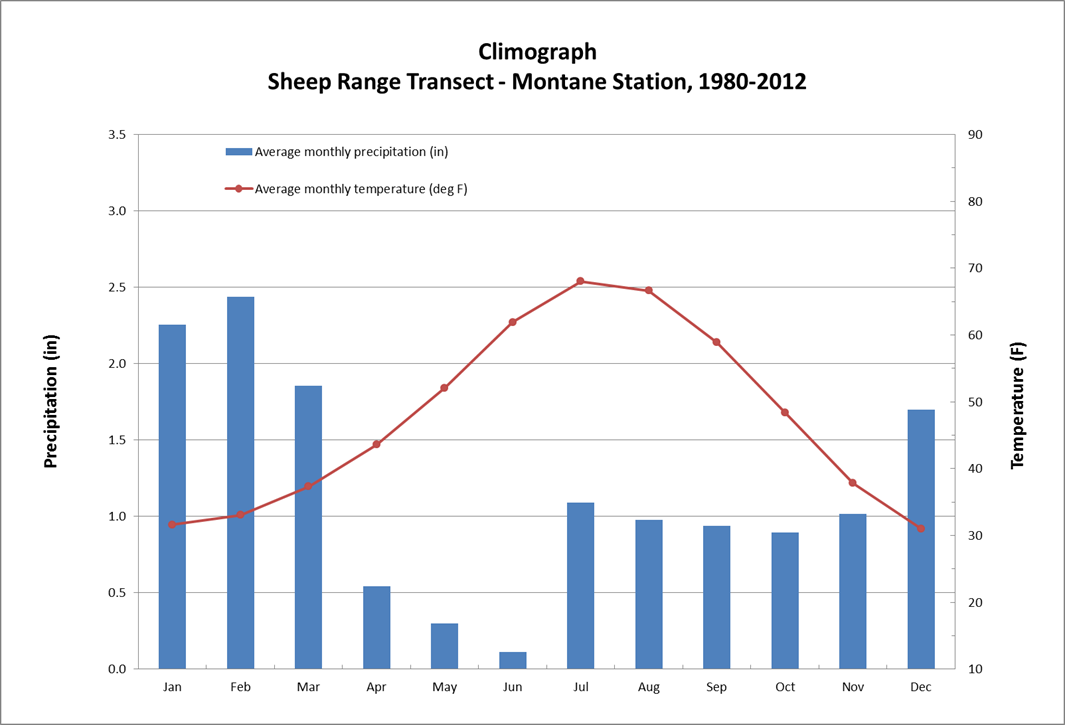 Climograph
Sheep Range Transect - Montane Station, 1980-2012
3.5
3.0
2.5
2.0
1.5
1.0
0.5
0.0
Precipitation (in)
Average monthly precipitation (in)
Average monthly temperature (deg F)
90
80
70
60
50
40
30
20
10
Temperature (F)
Jan Feb Mar Apr May Jun Jul Aug Sep Oct Nov Dec